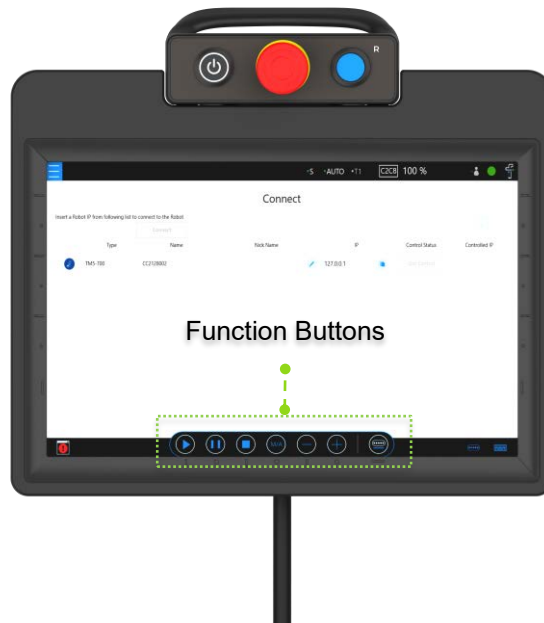 R
-S -AUTO •T1 C2C8 100 %
Connect
Insert a Robot IP from following list to connect to the Robot
Connect
Type Name Nick Name IP Control Status Controlled IP
TM5-700 127.0.0.1
Function Buttons
M/A